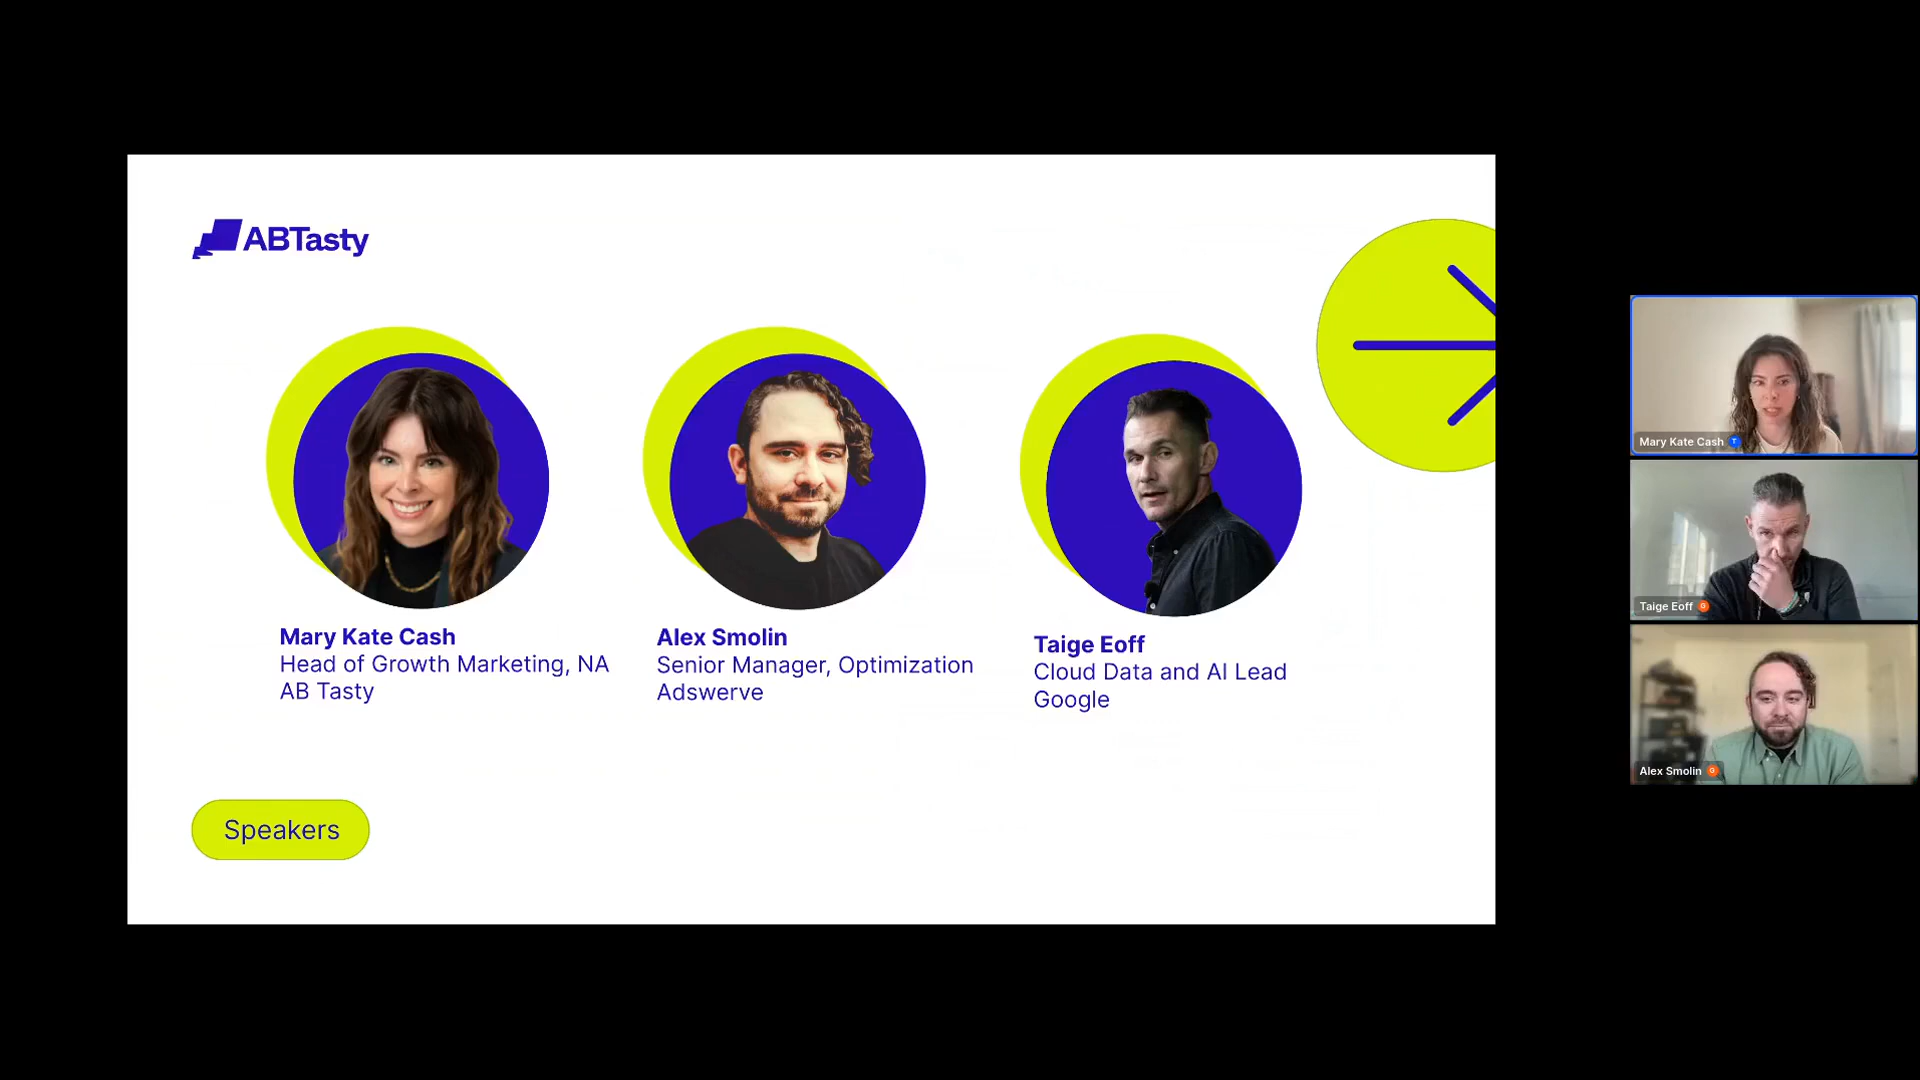 ABTasty
Mary Kate Cash
Head of Growth Marketing, NA
AB Tasty
Alex Smolin
Senior Manager, Optimization
Adswerve
Taige Eoff
Cloud Data and AI Lead
Google
Speakers
Mary Kate Cash T
Taige Eoff G
Alex Smolin G